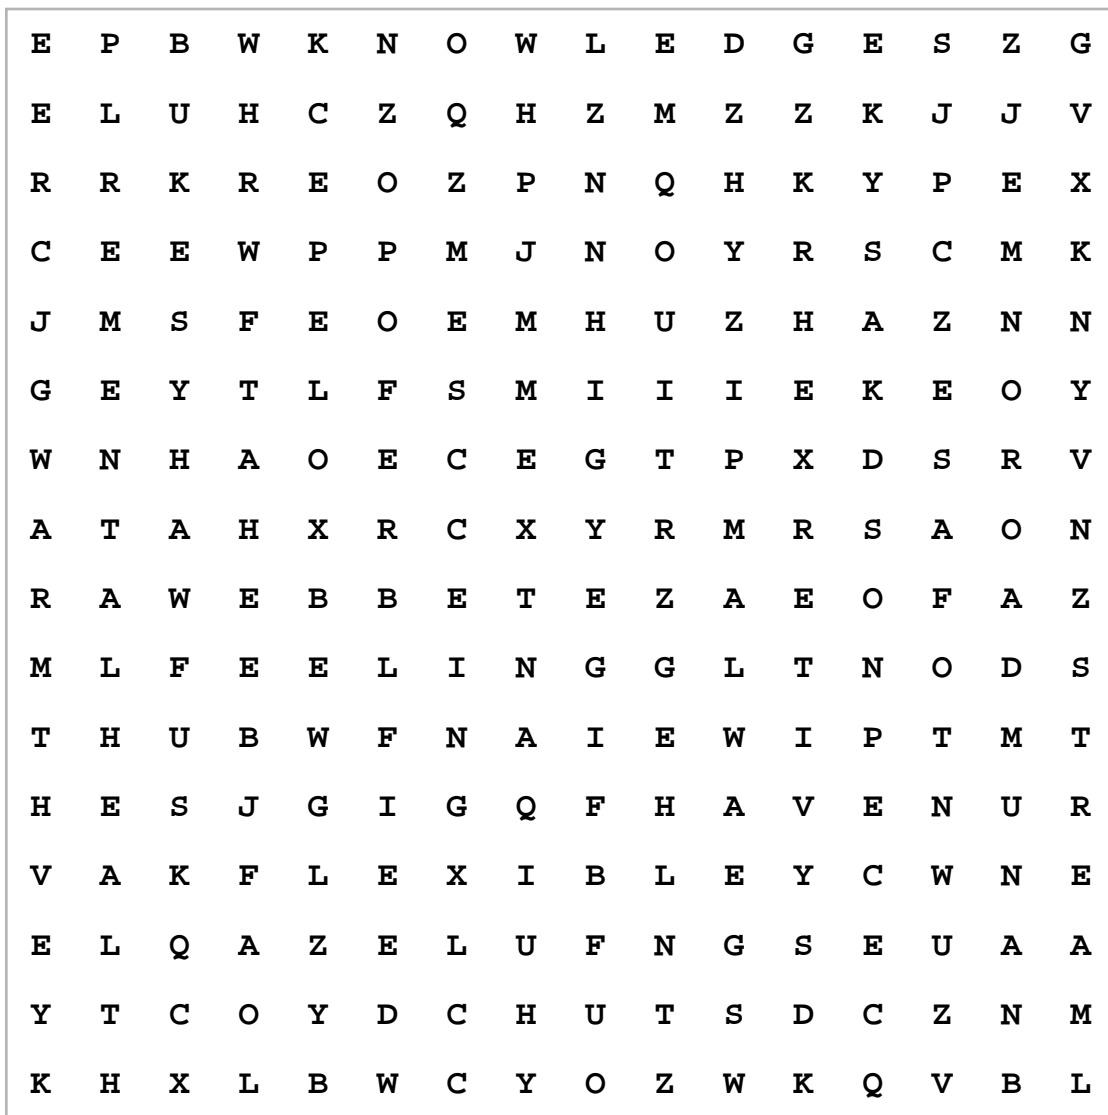 E P B W K N O W L E D G E S Z G
E L U H C Z Q H Z M Z Z K J J V
R R K R E O Z P N Q H K Y P E X
C E E W P P M J N O Y R S C M K
J M S F E O E M H U Z H A Z N N
G E Y T L F S M I I I E K E O Y
W N H A O E C E G T P X D S R V
A T A H X R C X Y R M R S A O N
R A W E B B E T E Z A E O F A Z
M L F E E L I N G G L T N O D S
T H U B W F N A I E W I P T M T
H E S J G I G Q F H A V E N U R
V A K F L E X I B L E Y C W N E
E L Q A Z E L U F N G S E U A A
Y T C O Y D C H U T S D C Z N M
K H X L B W C Y O Z W K Q V B L